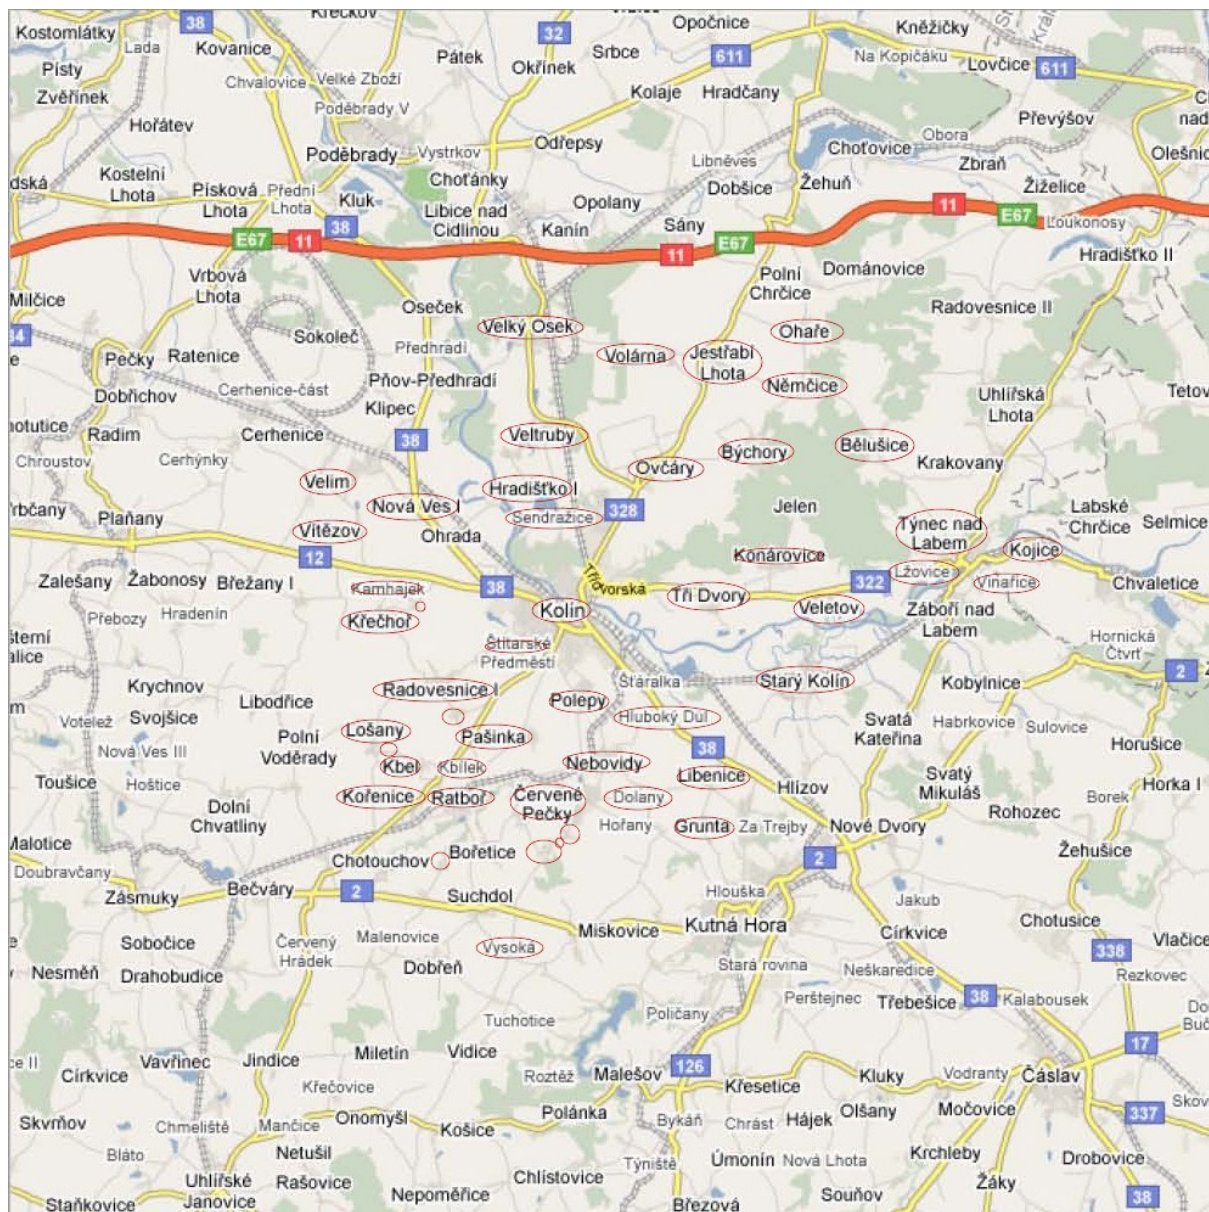 Křečkov
Opočnice
Kněžičky
Kostomlátky
38
Kovanice
Lada
32
Srbce
Pátek
Okřínek
611
Na Kopičáku
Lovčice
611
Písty
Chvalovice
Velké Zboží
Zvěřínek
Kolaje
Hradčany
Poděbrady V
Převýšov
Hořátev
Odřepsy
Obora
Choťovice
Poděbrady
Vystrkov
Libněves
Zbraň
Olešnic
Kostelní
Lhota
Choťánky
Dobšice
Žehuň
Žiželice
Písková
Lhota
Přední
Lhota
Kluk
Opolany
11
E67
Libice nad
Cidlinou
Sány
Loukonosy
38
Kanín
E67
11
11
E67
Hradišťko II
Vrbová
Lhota
Polní
Chrčice
Dománovice
Milčice
Oseček
Radovesnice II
Sokoleč
Velký Osek
Ohaře
Pečky
Ratenice
Předhradí
Volárna
Jestřabí
Lhota
Pňov-Předhradí
Němčice
Cerhenice-část
Dobřichov
Uhlířská
Lhota
Tetov
Klipec
Radim
Cerhenice
38
Veltruby
Bělušice
Chroustov
Cerhýnky
Býchory
Krakovany
Ovčáry
Velim
Hradišťko I
Nová Ves I
Jelen
Labské
Chrčice
Selmice
Plaňany
Sendražice
328
Vítězov
Ohrada
Týnec nad
Labem
Kojice
12
Konárovice
Zalešany
Žabonosy
Břežany I
Lžovice
Vinařice
Chvaletice
Kamhajek
38
Třídvorská
Tři Dvory
322
Veletov
Přebozy
Hradenín
Kolín
Křečhoř
Záboří nad
Labem
Štítarské
Předměstí
Hornická
Čtvrť
2
Štáralka
Starý Kolín
Krychnov
Libodřice
Radovesnice I
Polepy
Kobylnice
Votelež
Svojšice
Hluboký Důl
Svatá
Kateřina
Habrkovice
Sulovice
Lošany
Pašinka
Nová Ves III
Polní
Voděrady
38
Horušice
Kbel
Kbílek
Nebovidy
Libenice
Toušice
Hoštice
Hlízov
Svatý
Mikuláš
Horka I
Kořenice
Ratboř
Červené
Pečky
Dolany
Borek
Dolní
Chvatliny
Rohozec
Hořany
Grunta
Za Trejby
Nové Dvory
Malotice
Bořetice
Žehušice
Chotouchov
2
Doubravčany
Zásmuky
Bečváry
2
Suchdol
Hlouška
Jakub
Kutná Hora
Chotusice
Miskovice
Církvice
Sobočice
Červený
Hrádek
Malenovice
Vysoká
Vlačice
338
Nesměň
Drahobudice
Dobřeň
Stará rovina
Neškaredice
Rezkovec
Perštejnec
Třebešice
38
Kalabousek
Poličany
Tuchotice
17
Vavřinec
Jindice
Miletín
Vidice
Církvice
Roztěž
Malešov
126
Kluky
Vodranty
Čáslav
Křečovice
Křesetice
Polánka
Olšany
Močovice
337
Skvrňov
Chmeliště
Mančice
Onomyšl
Košice
Bykáň
Chrást
Hájek
Bláto
Netušil
Týniště
Úmonín
Nová Lhota
Krchleby
Drobovice
Uhlířské
Janovice
Rašovice
Chlístovice
Nepoměřice
Staňkovice
Březová
Souňov
Žáky
38